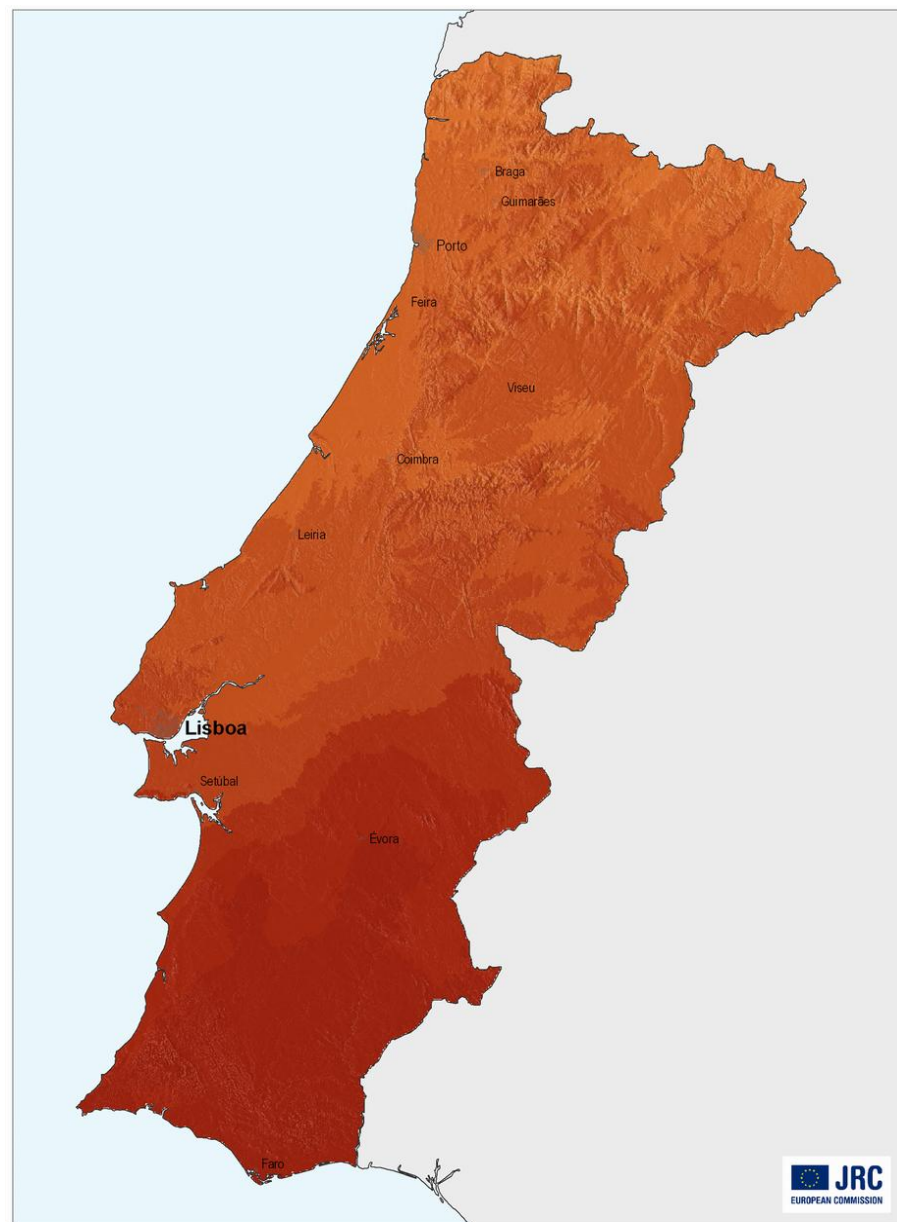 Braga
Guimarães
Porto
Feira
Viseu
Coimbra
Leiria
Lisboa
Setúbal
Évora
Faro
JRC
EUROPEAN COMMISSION